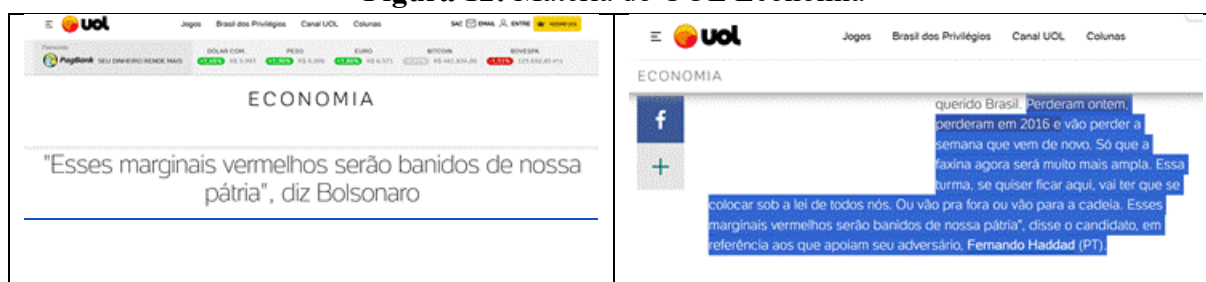 Figura 12: Matéria do UOL Economia
UOL Jogos Brasil dos Privilégios Canal UOL Colunas SAC EMAIL ENTRE
PagBank SEU DINHEIRO RENDE MAIS DÓLAR COM. PESO EURO BITCOIN BOVESPA
ECONOMIA
"Esses marginais vermelhos serão banidos de nossa
pátria", diz Bolsonaro
UOL Jogos Brasil dos Privilégios Canal UOL Colunas
ECONOMIA
querido Brasil. Perderam ontem,
perderam em 2016 e vão perder a
semana que vem de novo. Só que a
faxina agora será muito mais ampla. Essa
turma, se quiser ficar aqui, vai ter que se
colocar sob a lei de todos nós. Ou vão pra fora ou vão para a cadeia. Esses
marginais vermelhos serão banidos de nossa pátria", disse o candidato, em
referência aos que apoiam seu adversário, Fernando Haddad (PT).